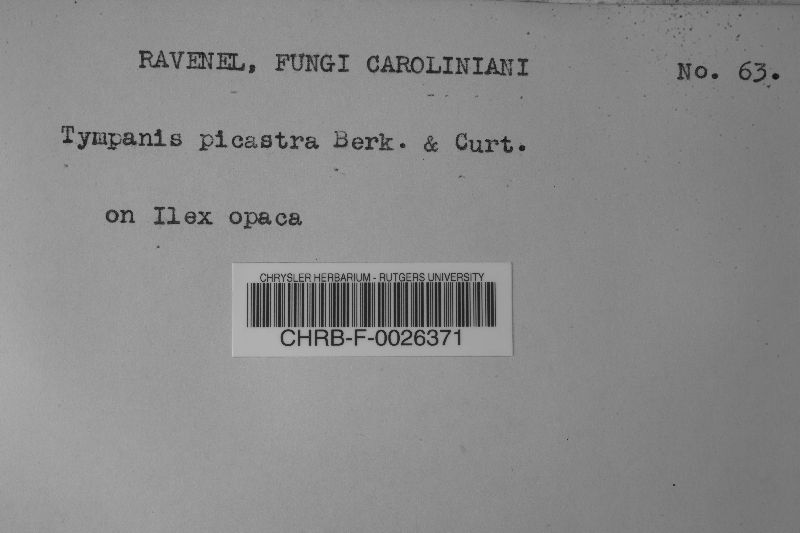 RAVENEL, FUNGI CAROLINIANI No. 63.
Tympanis picastra Berk. & Curt.
on Ilex opaca
CHRYSLER HERBARIUM - RUTGERS UNIVERSITY
CHRB-F-0026371